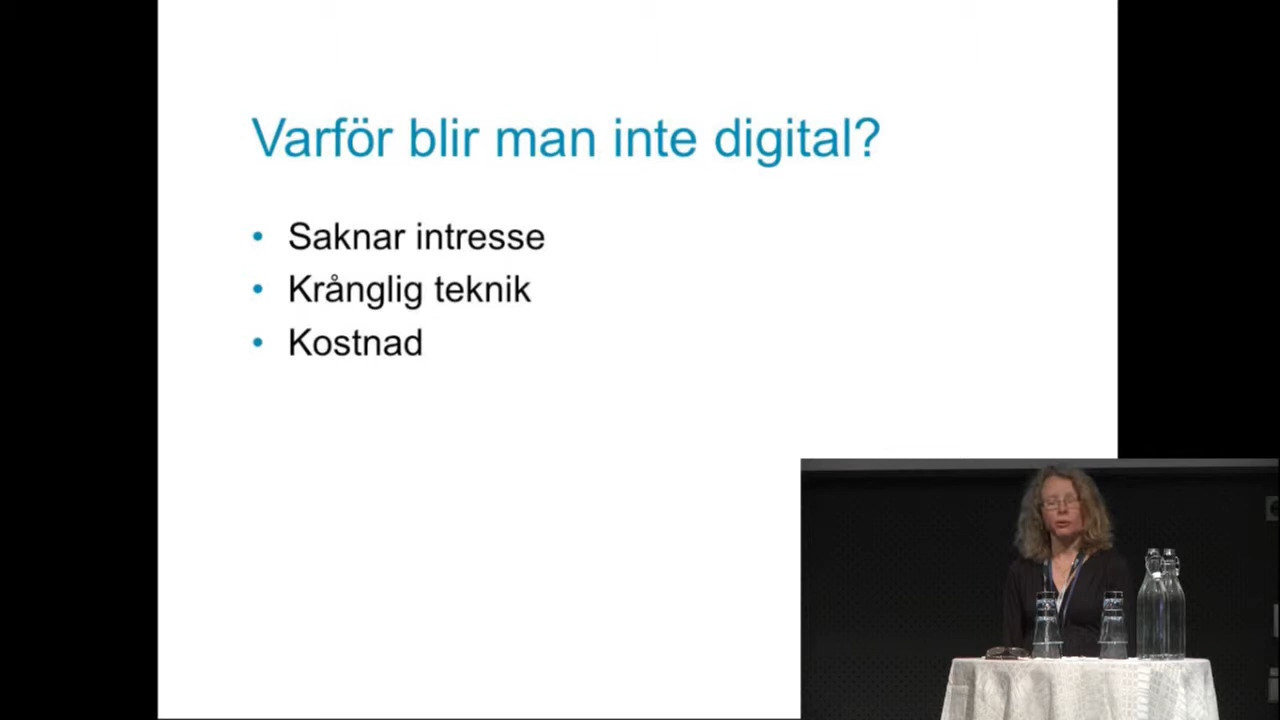 Varför blir man inte digital?
• Saknar intresse
• Krånglig teknik
• Kostnad